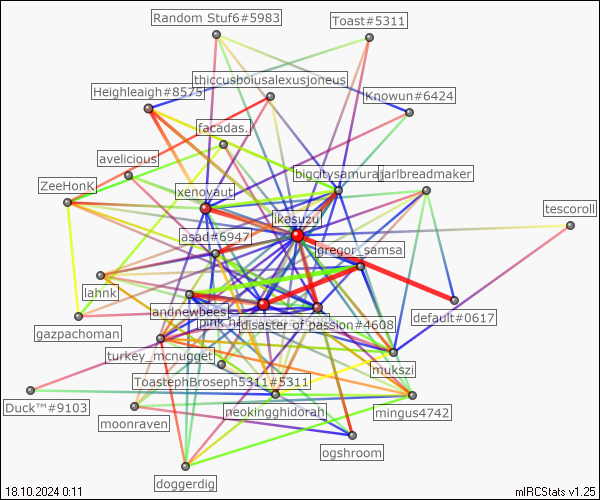 Random Stuf6#5983
Toast#5311
thiccusboiusalexusjoneus
Heighleaigh#8575
Knowun#6424
facadas.
avelicious
bigcitysamurai
jarlbreadmaker
ZeeHonK
xenoyaut
tescoroll
jikasuzu
asad#6947
gregor_samsa
lahnk
andnewbees
default#0617
disaster of passion#4608
gazpachoman
turkey_mcnugget
mukszi
ToastephBroseph5311#5311
Duck™#9103
neokingghidorah
mingus4742
moonraven
ogshroom
doggerdig
18.10.2024 0:11
mIRCStats v1.25